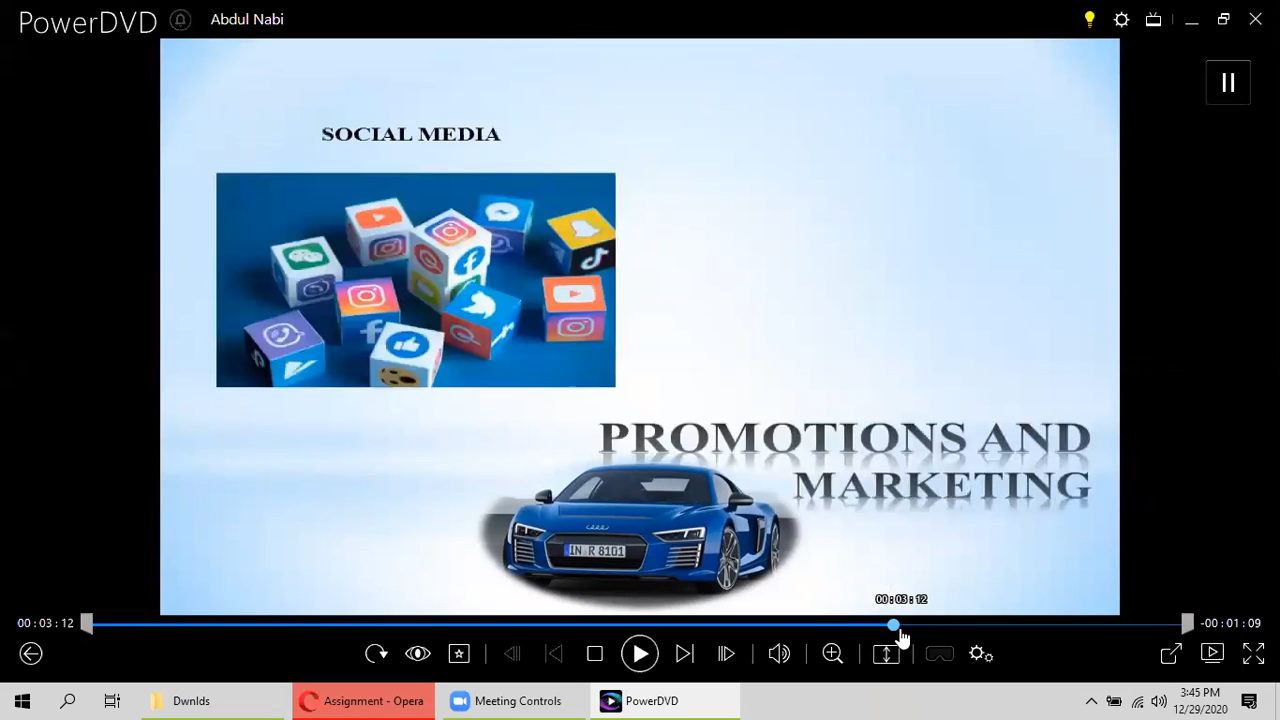 PowerDVD
Abdul Nabi
SOCIAL MEDIA
PROMOTIONS AND
MARKETING
IN R 8101
00:03:12
00:03:12
-00:01:09
Dwnlds
Assignment - Opera
Meeting Controls
PowerDVD
3:45 PM
12/29/2020